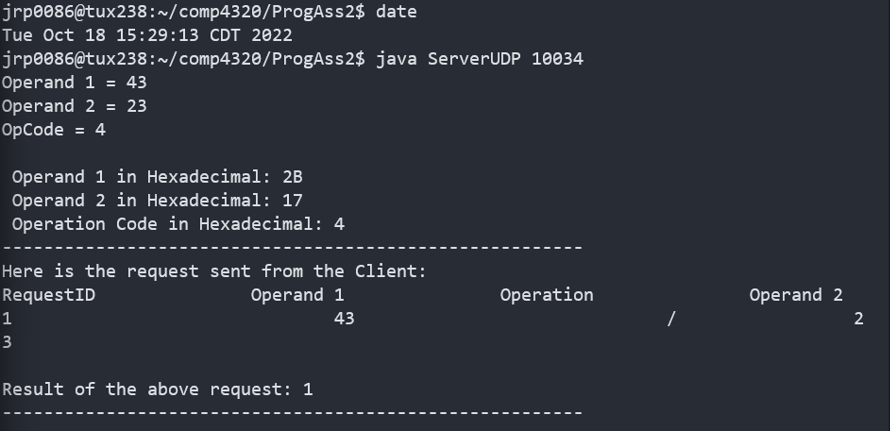 jrp0086@tux238:~/comp4320/ProgAss2$ date
Tue Oct 18 15:29:13 CDT 2022
jrp0086@tux238:~/comp4320/ProgAss2$ java ServerUDP 10034
Operand 1 = 43
Operand 2 = 23
OpCode = 4
Operand 1 in Hexadecimal: 2B
Operand 2 in Hexadecimal: 17
Operation Code in Hexadecimal: 4
--------------------------------------------------------
Here is the request sent from the Client:
RequestID               Operand 1               Operation               Operand 2
1                               43                              /                 2
3
Result of the above request: 1
--------------------------------------------------------